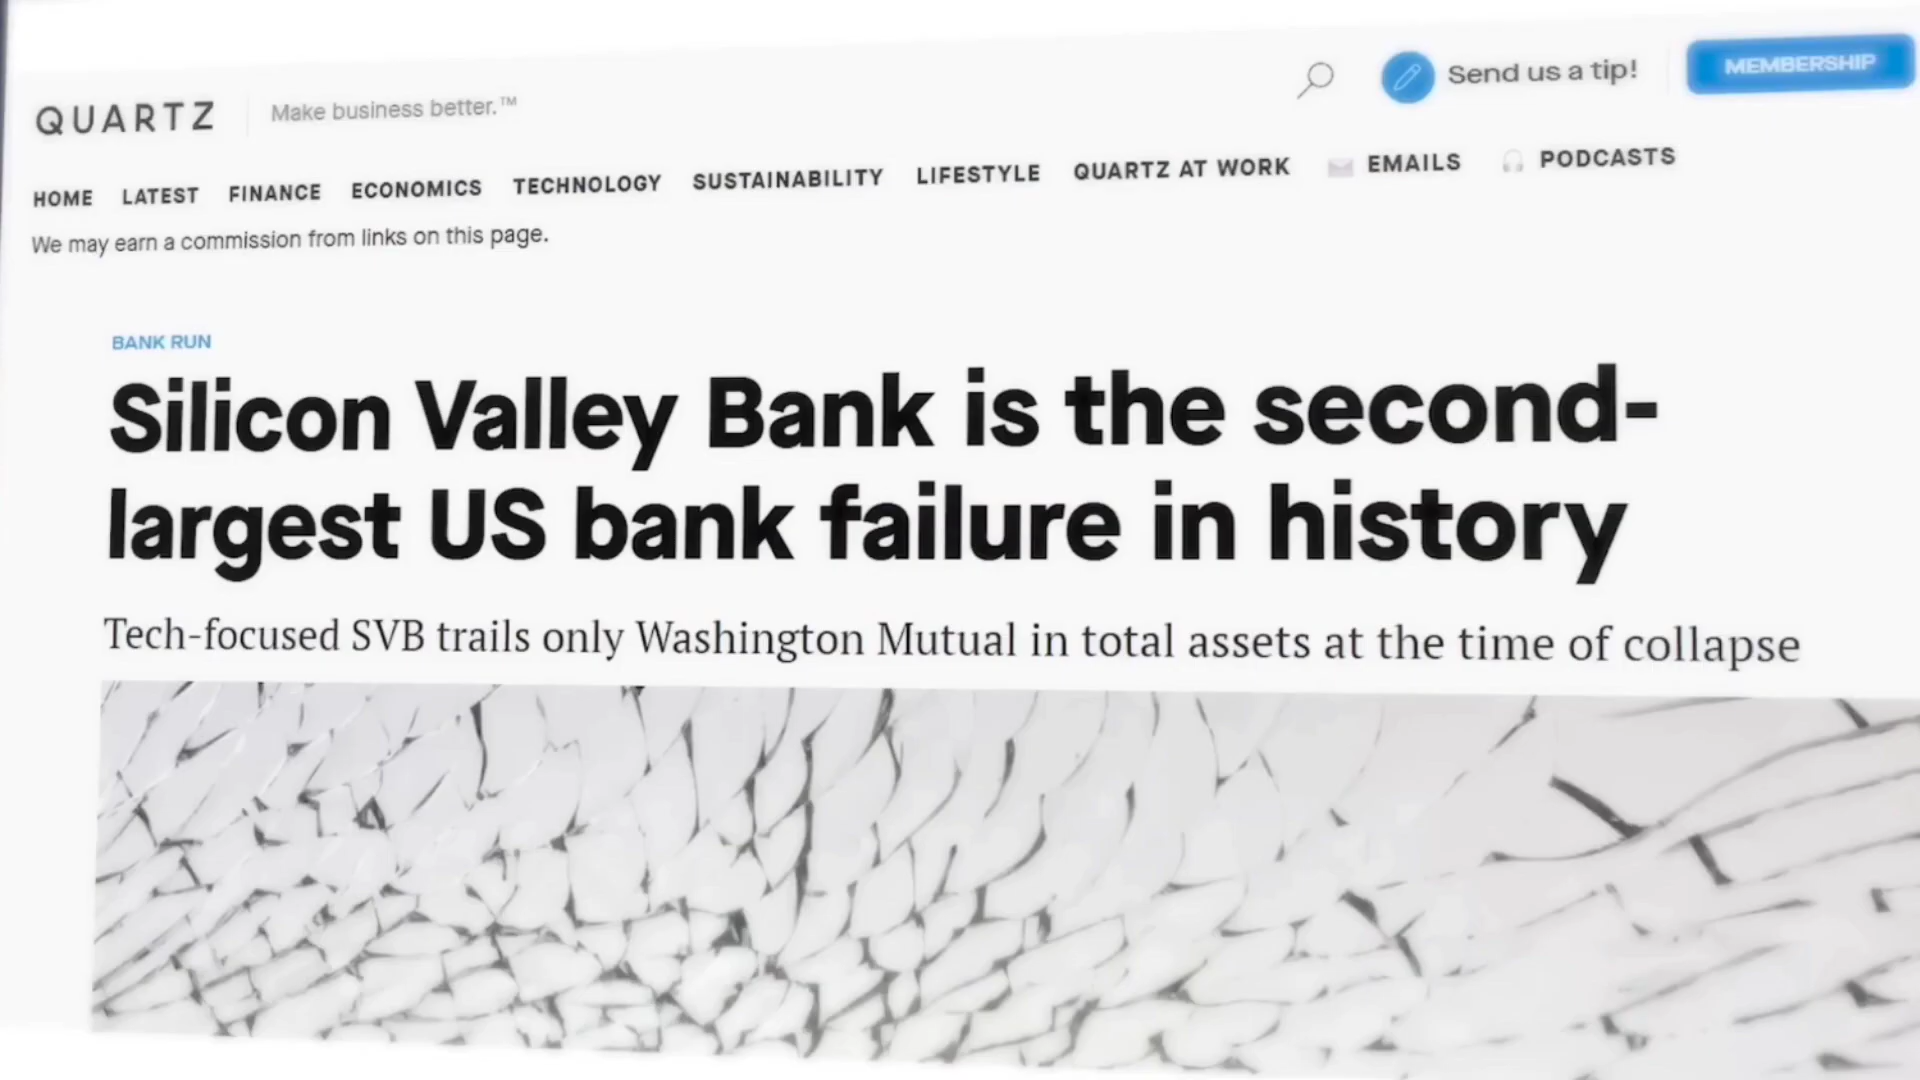 QUARTZ
Make business better.™
Send us a tip!
MEMBERSHIP
HOME LATEST FINANCE ECONOMICS TECHNOLOGY SUSTAINABILITY LIFESTYLE QUARTZ AT WORK EMAILS PODCASTS
We may earn a commission from links on this page.
BANK RUN
Silicon Valley Bank is the second-
largest US bank failure in history
Tech-focused SVB trails only Washington Mutual in total assets at the time of collapse